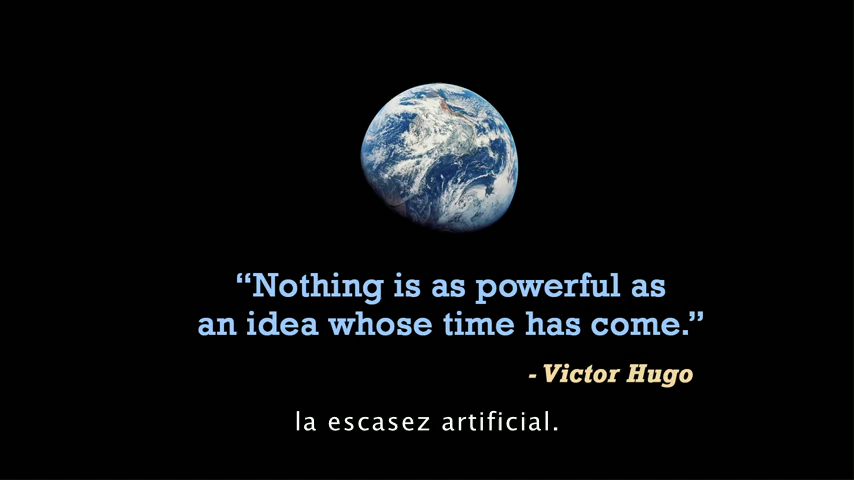 “Nothing is as powerful as
an idea whose time has come.”
- Victor Hugo
la escasez artificial.